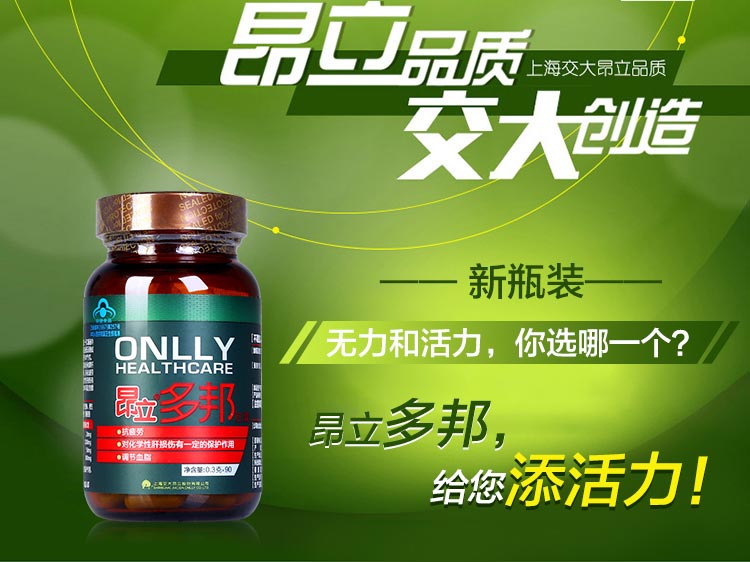 昂立品质
上海交大昂立品质
交大创造
新瓶装
无力和活力，你选哪一个？
昂立多邦，
给您添活力！
ONLLY
HEALTHCARE
昂立多邦
抗疲劳
对化学性肝损伤有一定的保护作用
调节血脂
净含量:0.3克×90